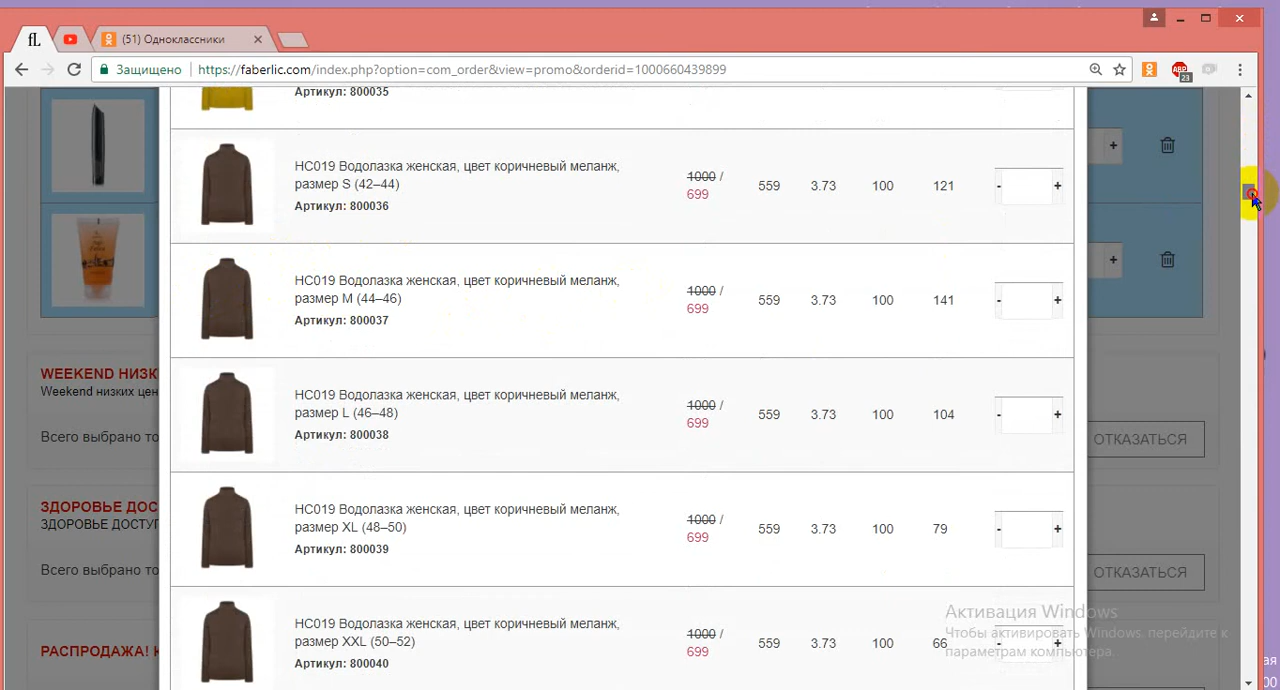 fL (51) Одноклассники
Защищено https://faberlic.com/index.php?option=com_order&view=promo&orderid=1000660439899 ABP 23
Артикул: 800035
НС019 Водолазка женская, цвет коричневый меланж, размер S (42–44)
Артикул: 800036
1000 /
699
559 3.73 100 121 - +
НС019 Водолазка женская, цвет коричневый меланж,
размер M (44–46)
Артикул: 800037
1000 /
699
559 3.73 100 141 - +
НС019 Водолазка женская, цвет коричневый меланж,
размер L (46–48)
Артикул: 800038
1000 /
699
559 3.73 100 104 - +
НС019 Водолазка женская, цвет коричневый меланж,
размер XL (48–50)
Артикул: 800039
1000 /
699
559 3.73 100 79 - +
НС019 Водолазка женская, цвет коричневый меланж,
размер XXL (50–52)
Артикул: 800040
1000 /
699
559 3.73 100 66 - +
+
+
WEEKEND НИЗК
Weekend низких цен
Всего выбрано то
ОТКАЗАТЬСЯ
ЗДОРОВЬЕ ДОС
ЗДОРОВЬЕ ДОСТУП
Всего выбрано то
ОТКАЗАТЬСЯ
РАСПРОДАЖА! К
Активация Windows
Чтобы активировать Windows, перейдите к
параметрам компьютера.
ая
00